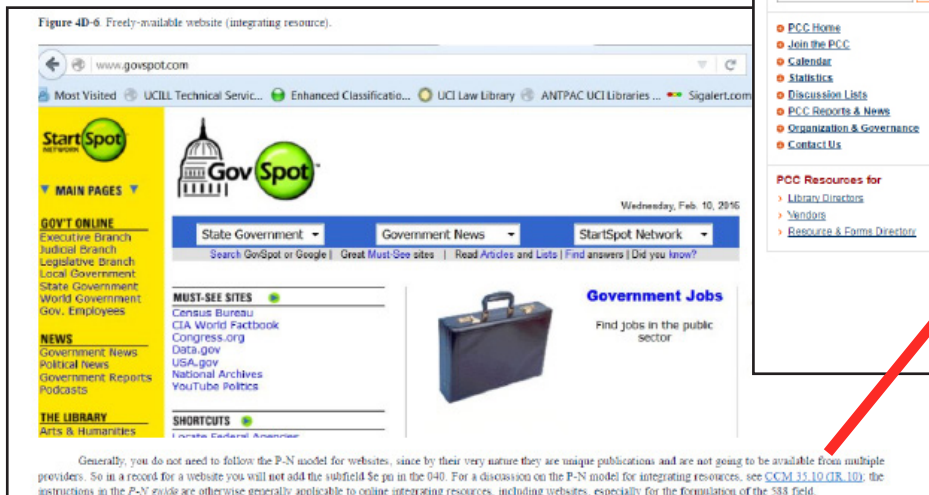 Figure 4D-6. Freely-available website (integrating resource).
www.govspot.com
Most Visited UCILL Technical Servic... Enhanced Classificatio... UCI Law Library ANTPAC UCI Libraries ... Sigalert.com
StartSpot
NETWORK
MAIN PAGES
GOV'T ONLINE
Executive Branch
Judicial Branch
Legislative Branch
Local Government
State Government
World Government
Gov. Employees
NEWS
Government News
Political News
Government Reports
Podcasts
THE LIBRARY
Arts & Humanities
GovSpot
Wednesday, Feb. 10, 2016
State Government Government News StartSpot Network
Search GovSpot or Google | Great Must-See sites | Read Articles and Lists | Find answers | Did you know?
MUST-SEE SITES
Census Bureau
CIA World Factbook
Congress.org
Data.gov
USA.gov
National Archives
YouTube Politics
SHORTCUTS
Locate Federal Agencies
Government Jobs
Find jobs in the public
sector
Generally, you do not need to follow the P-N model for websites, since by their very nature they are unique publications and are not going to be available from multiple
providers. So in a record for a website you will not add the subfield $e pn in the 040. For a discussion on the P-N model for integrating resources, see CCM 35.10 (IR 10); the
instructions in the P-N guide are otherwise generally applicable to online integrating resources, including websites, especially for the formulation of the 588 field.
PCC Home
Join the PCC
Calendar
Statistics
Discussion Lists
PCC Reports & News
Organization & Governance
Contact Us
PCC Resources for
Library Directors
Vendors
Resource & Forms Directory